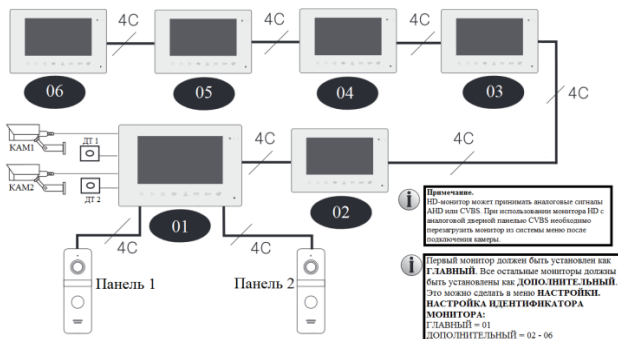 4C 4C 4C
06 05 04 03
4C
КАМ1 ДТ 1
4C 4C
КАМ2
ДТ 2
01 02
4C 4C
Панель 1 Панель 2
Примечание.
HD-монитор может принимать аналоговые сигналы
AHD или CVBS. При использовании монитора HD с
аналоговой дверной панелью CVBS необходимо
перезагрузить монитор из системы меню после
подключения камеры.
Первый монитор должен быть установлен как
ГЛАВНЫЙ. Все остальные мониторы должны
быть установлены как ДОПОЛНИТЕЛЬНЫЙ.
Это можно сделать в меню НАСТРОЙКИ.
НАСТРОЙКА ИДЕНТИФИКАТОРА
МОНИТОРА:
ГЛАВНЫЙ = 01
ДОПОЛНИТЕЛЬНЫЙ = 02 - 06